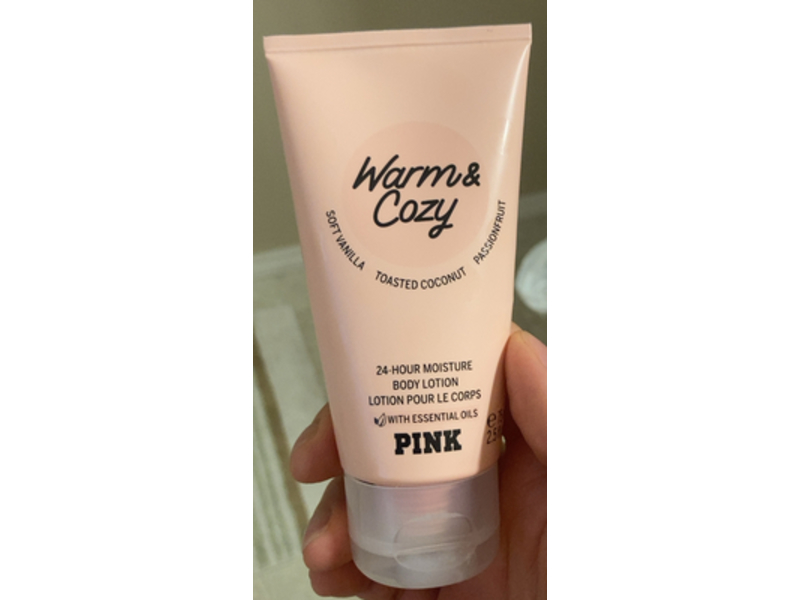 Warm &
Cozy
SOFT VANILLA TOASTED COCONUT PASSIONFRUIT
24-HOUR MOISTURE
BODY LOTION
LOTION POUR LE CORPS
WITH ESSENTIAL OILS
PINK